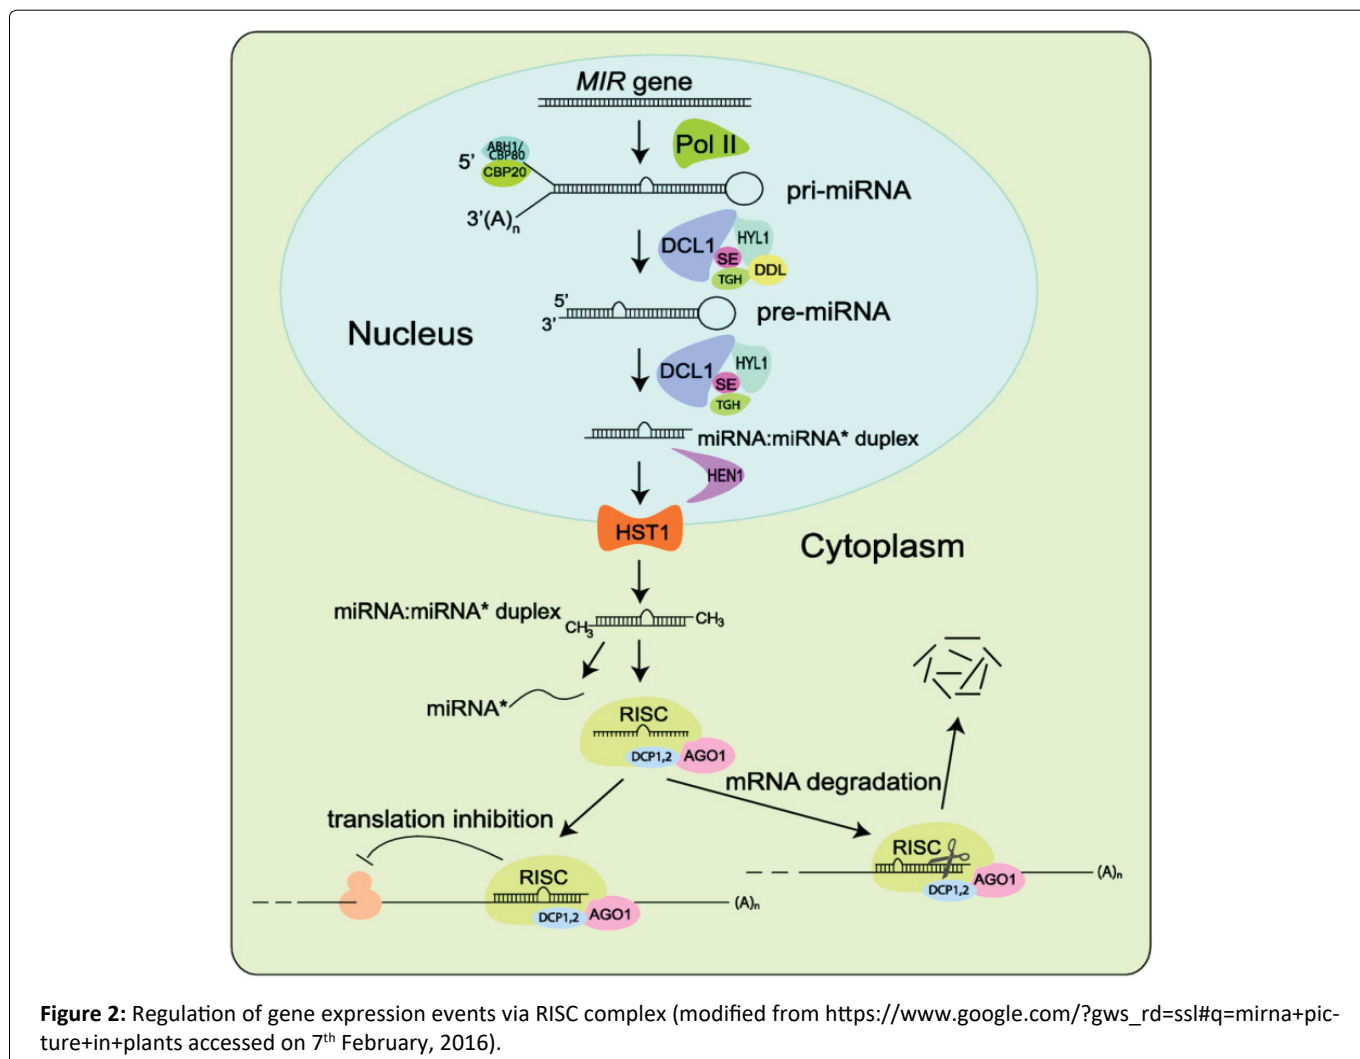 MIR gene
Pol II
5’
ABH1/
CBP80
CBP20
3’(A)n
pri-miRNA
DCL1
HYL1
SE
TGH
DDL
5’
3’
pre-miRNA
Nucleus
DCL1
HYL1
SE
TGH
miRNA:miRNA* duplex
HEN1
HST1
Cytoplasm
miRNA:miRNA* duplex
CH3
CH3
miRNA*
RISC
DCP1,2
AGO1
mRNA degradation
translation inhibition
RISC
DCP1,2
AGO1
(A)n
RISC
DCP1,2
AGO1
(A)n
Figure 2: Regulation of gene expression events via RISC complex (modified from https://www.google.com/?gws_rd=ssl#q=mirna+pic-
ture+in+plants accessed on 7th February, 2016).